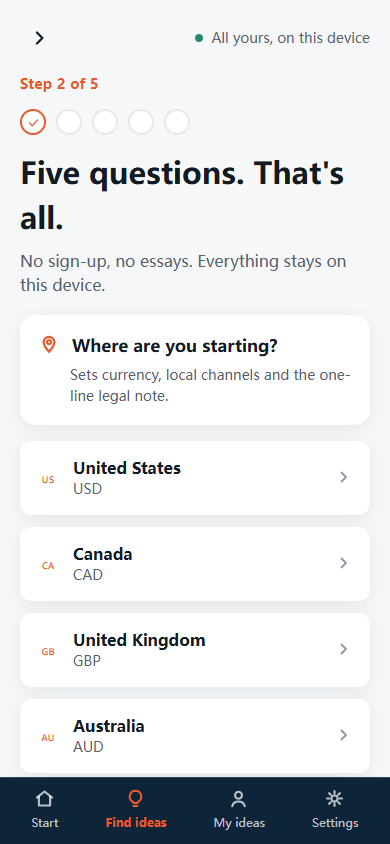 All yours, on this device
Step 2 of 5
Five questions. That's
all.
No sign-up, no essays. Everything stays on
this device.
Where are you starting?
Sets currency, local channels and the one-
line legal note.
US
United States
USD
CA
Canada
CAD
GB
United Kingdom
GBP
AU
Australia
AUD
Start
Find ideas
My ideas
Settings